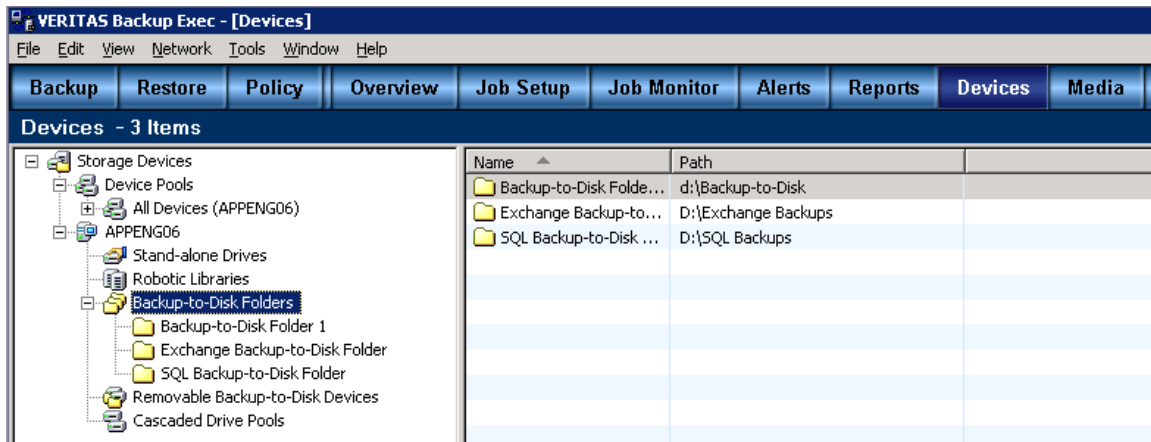 VERITAS Backup Exec - [Devices]
File Edit View Network Tools Window Help
Backup Restore Policy Overview Job Setup Job Monitor Alerts Reports Devices Media
Devices - 3 Items
Storage Devices
Device Pools
All Devices (APPENG06)
APPENG06
Stand-alone Drives
Robotic Libraries
Backup-to-Disk Folders
Backup-to-Disk Folder 1
Exchange Backup-to-Disk Folder
SQL Backup-to-Disk Folder
Removable Backup-to-Disk Devices
Cascaded Drive Pools
Name Path
Backup-to-Disk Folde... d:\Backup-to-Disk
Exchange Backup-to... D:\Exchange Backups
SQL Backup-to-Disk ... D:\SQL Backups